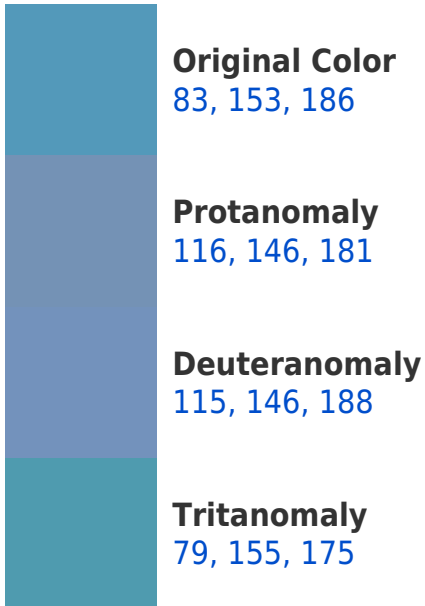 Original Color
83, 153, 186
Protanomaly
116, 146, 181
Deuteranomaly
115, 146, 188
Tritanomaly
79, 155, 175